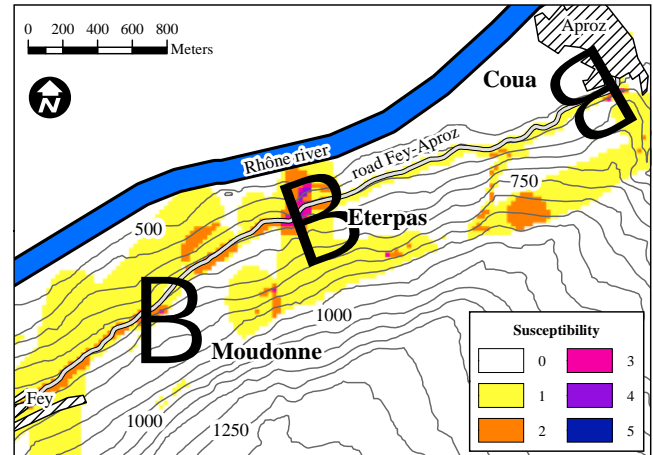 0 200 400 600 800
Meters
Aproz
N
Coua
B
Rhône river
road Fey-Aproz
750
B
Eterpas
500
B
1000
Moudonne
Fey
1000
1250
Susceptibility
0 3
1 4
2 5